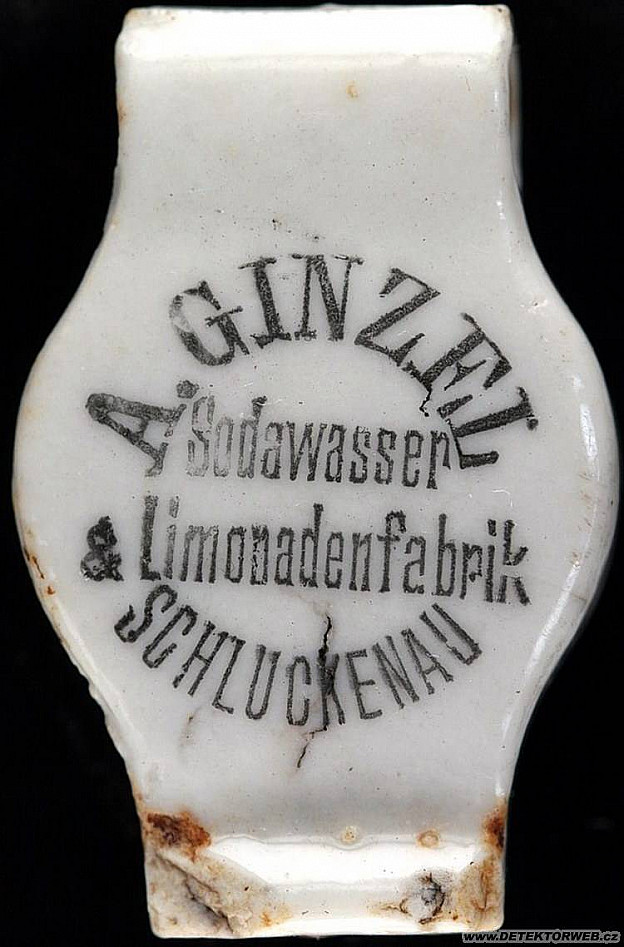 A. GINZEL
Sodawasser
& Limonadenfabrik
SCHLUCKENAU
WWW.DETEKTORWEB.CZ